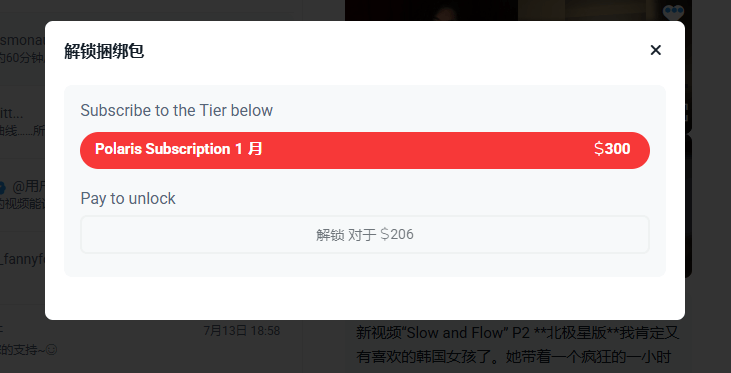 解锁捆绑包
Subscribe to the Tier below
Polaris Subscription 1 月
$300
Pay to unlock
解锁 对于 $206
smonar
约60分钟
itt...
曲线......所
@用户
的视频能
_fannyfe
7月13日 18:58
的支持~
新视频"Slow and Flow" P2 **北极星版**我肯定又
有喜欢的韩国女孩了。她带着一个疯狂的一小时